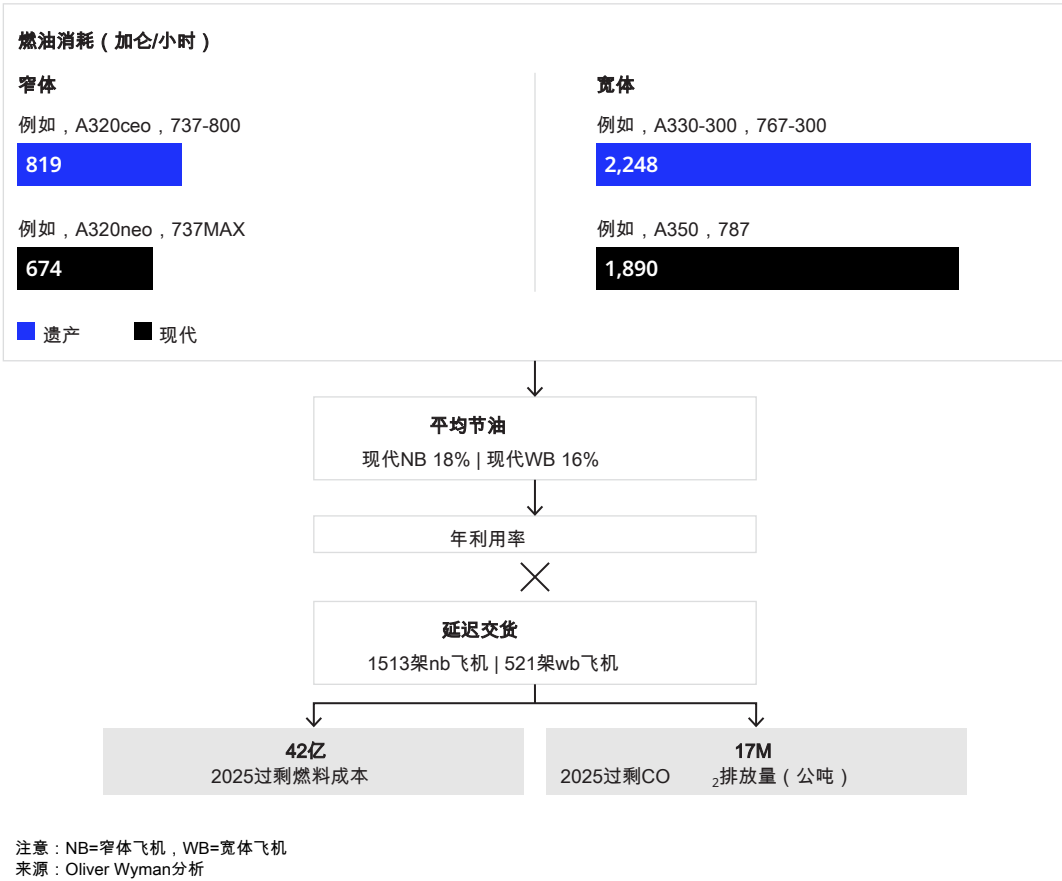 燃油消耗（加仑/小时）
窄体
例如，A320ceo，737-800
819
例如，A320neo，737MAX
674
宽体
例如，A330-300，767-300
2,248
例如，A350，787
1,890
遗产 现代
平均节油
现代NB 18% | 现代WB 16%
年利用率
延迟交货
1513架nb飞机 | 521架wb飞机
42亿
2025过剩燃料成本
17M
2025过剩CO ₂排放量（公吨）
注意：NB=窄体飞机，WB=宽体飞机
来源：Oliver Wyman分析